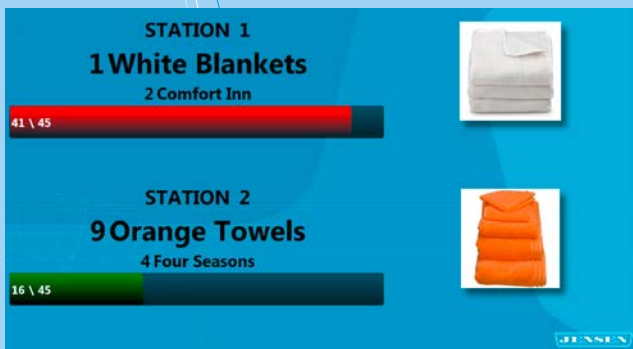 STATION 1
1 White Blankets
2 Comfort Inn
41 \ 45
STATION 2
9 Orange Towels
4 Four Seasons
16 \ 45
JENSEN